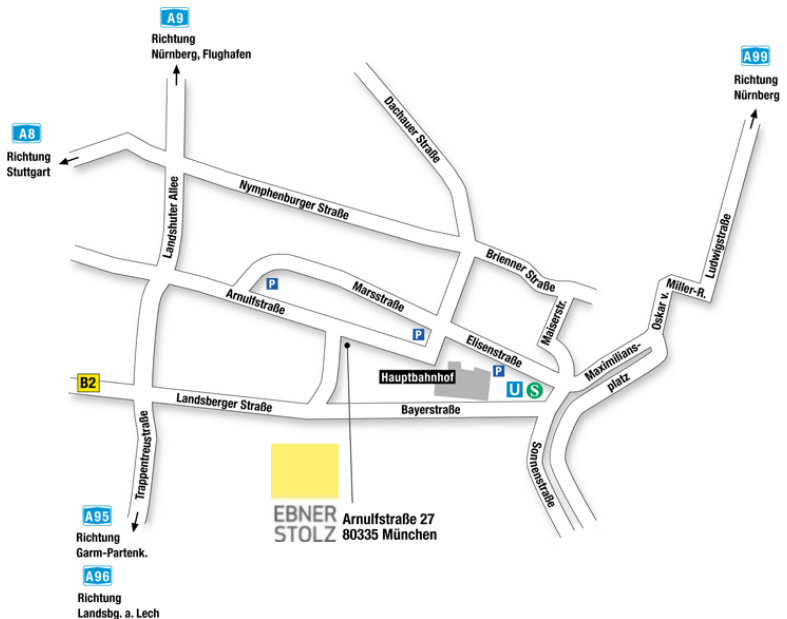 A9
Richtung
Nürnberg, Flughafen
A99
Richtung
Nürnberg
A8
Richtung
Stuttgart
Dachauer Straße
Landshuter Allee
Nymphenburger Straße
Ludwigstraße
Brienner Straße
Marsstraße
P
Arnulfstraße
Maiserstr.
Oskar v.
Miller-R.
P
Elisenstraße
Maximilians-
platz
P
Hauptbahnhof
U
S
B2
Landsberger Straße
Bayerstraße
Trappentreustraße
Sonnenstraße
EBNER
STOLZ
Arnulfstraße 27
80335 München
A95
Richtung
Garm-Partenk.
A96
Richtung
Landsbg. a. Lech